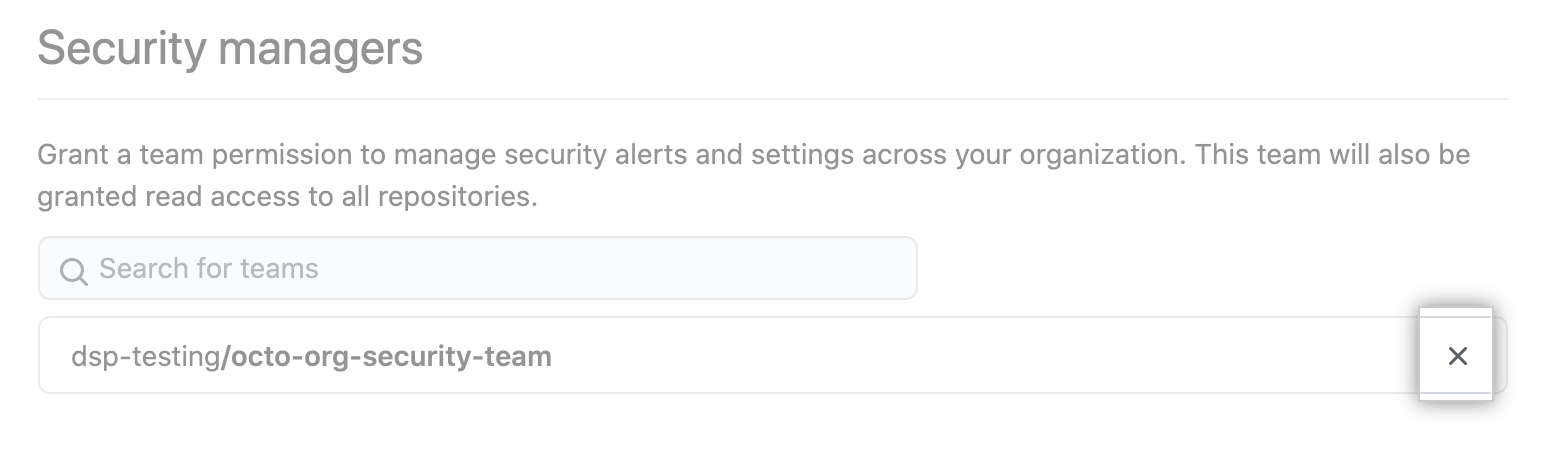 Security managers
Grant a team permission to manage security alerts and settings across your organization. This team will also be
granted read access to all repositories.
Search for teams
dsp-testing/octo-org-security-team